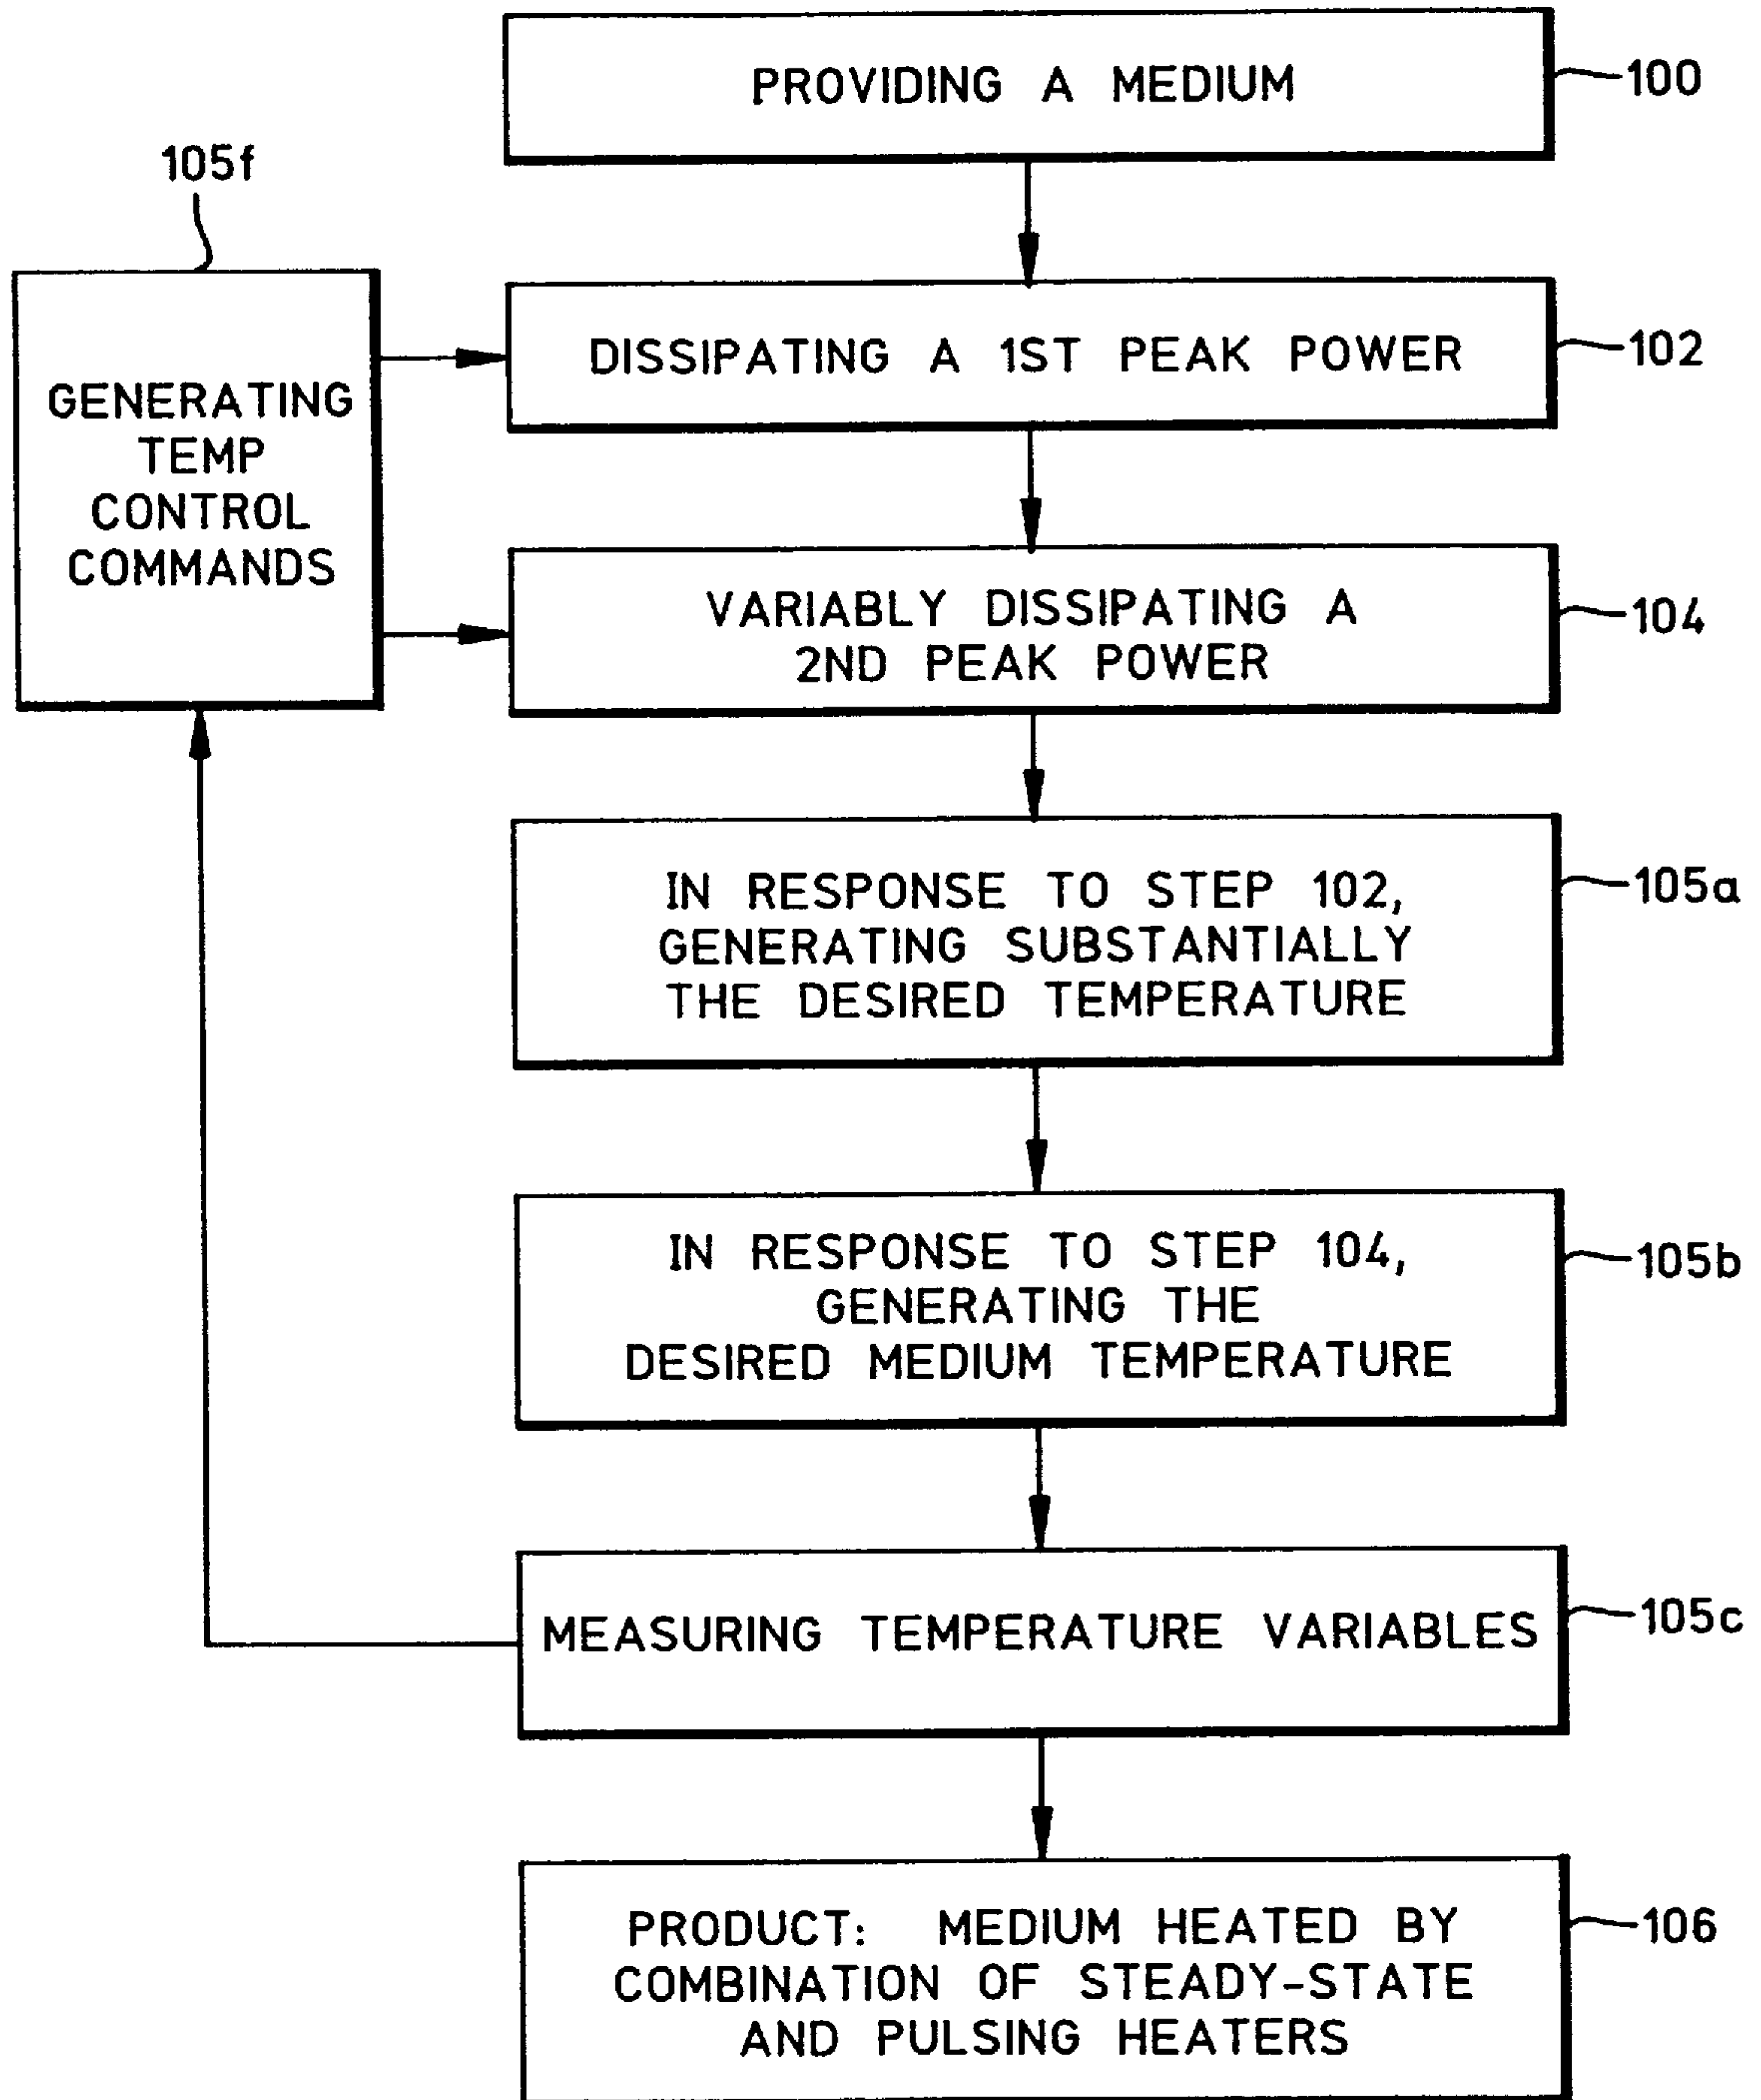 PROVIDING A MEDIUM
100
105f
GENERATING
TEMP
CONTROL
COMMANDS
DISSIPATING A 1ST PEAK POWER
102
VARIABLY DISSIPATING A
2ND PEAK POWER
104
IN RESPONSE TO STEP 102,
GENERATING SUBSTANTIALLY
THE DESIRED TEMPERATURE
105a
IN RESPONSE TO STEP 104,
GENERATING THE
DESIRED MEDIUM TEMPERATURE
105b
MEASURING TEMPERATURE VARIABLES
105c
PRODUCT: MEDIUM HEATED BY
COMBINATION OF STEADY-STATE
AND PULSING HEATERS
106